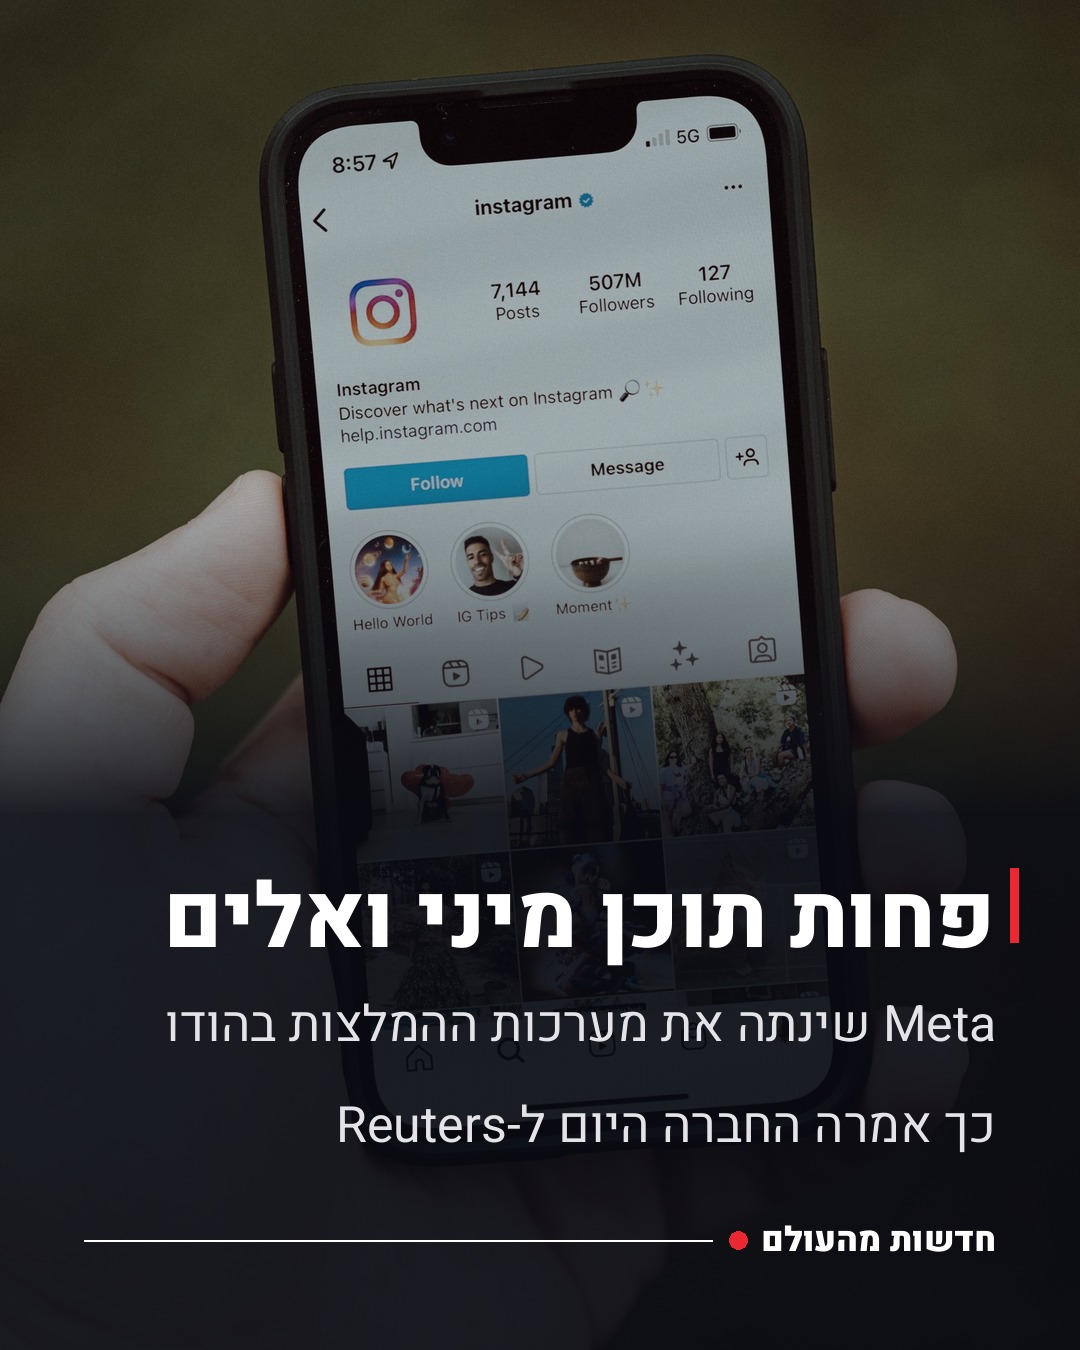 8:57
5G
instagram
7,144
507M
127
Posts
Followers
Following
Instagram
Discover what's next on Instagram 🔎✨
help.instagram.com
Follow
Message
Hello World
IG Tips
Moment✨
פחות תוכן מיני ואלים
Meta שינתה את מערכות ההמלצות בהודו
כך אמרה החברה היום ל-Reuters
חדשות מהעולם